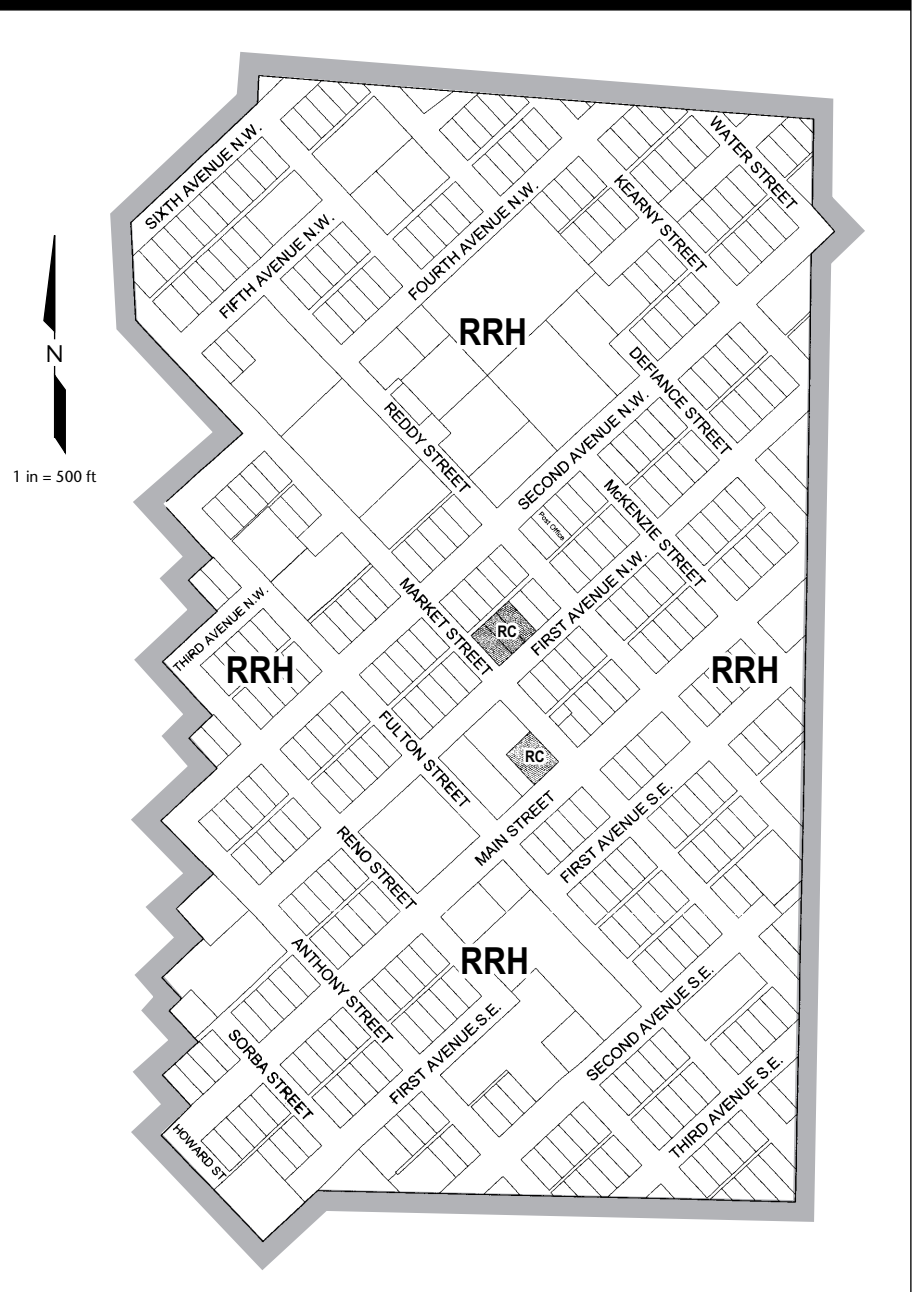 WATER STREET
SIXTH AVENUE N.W.
KEARNY STREET
FOURTH AVENUE N.W.
FIFTH AVENUE N.W.
RRH
N
1 in = 500 ft
DEFIANCE STREET
SECOND AVENUE N.W.
REDDY STREET
McKENZIE STREET
Post Office
FIRST AVENUE N.W.
MARKET STREET
RC
THIRD AVENUE N.W.
RRH
RRH
FULTON STREET
RC
MAIN STREET
FIRST AVENUE S.E.
RENO STREET
RRH
ANTHONY STREET
SECOND AVENUE S.E.
FIRST AVENUE S.E.
SORBA STREET
THIRD AVENUE S.E.
HOWARD ST